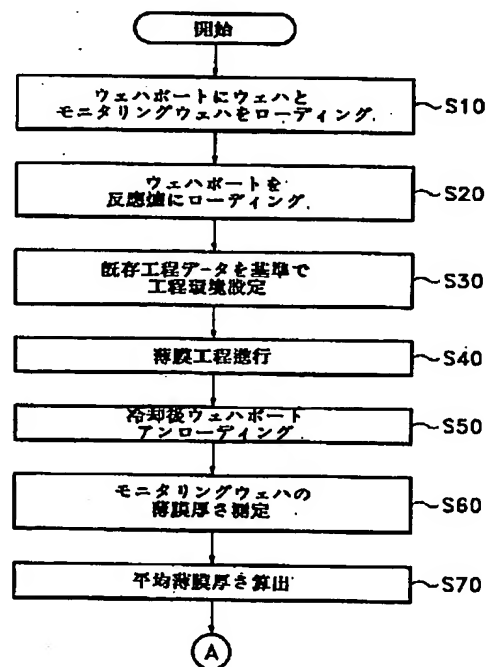 開始
ウェハボートにウェハと
モニタリングウェハをローディング
S10
ウェハボートを
反應爐にローディング
S20
既存工程データを基準で
工程環境設定
S30
薄膜工程進行
S40
冷却後ウェハボート
アンローディング
S50
モニタリングウェハの
薄膜厚さ測定
S60
平均薄膜厚さ算出
S70
A